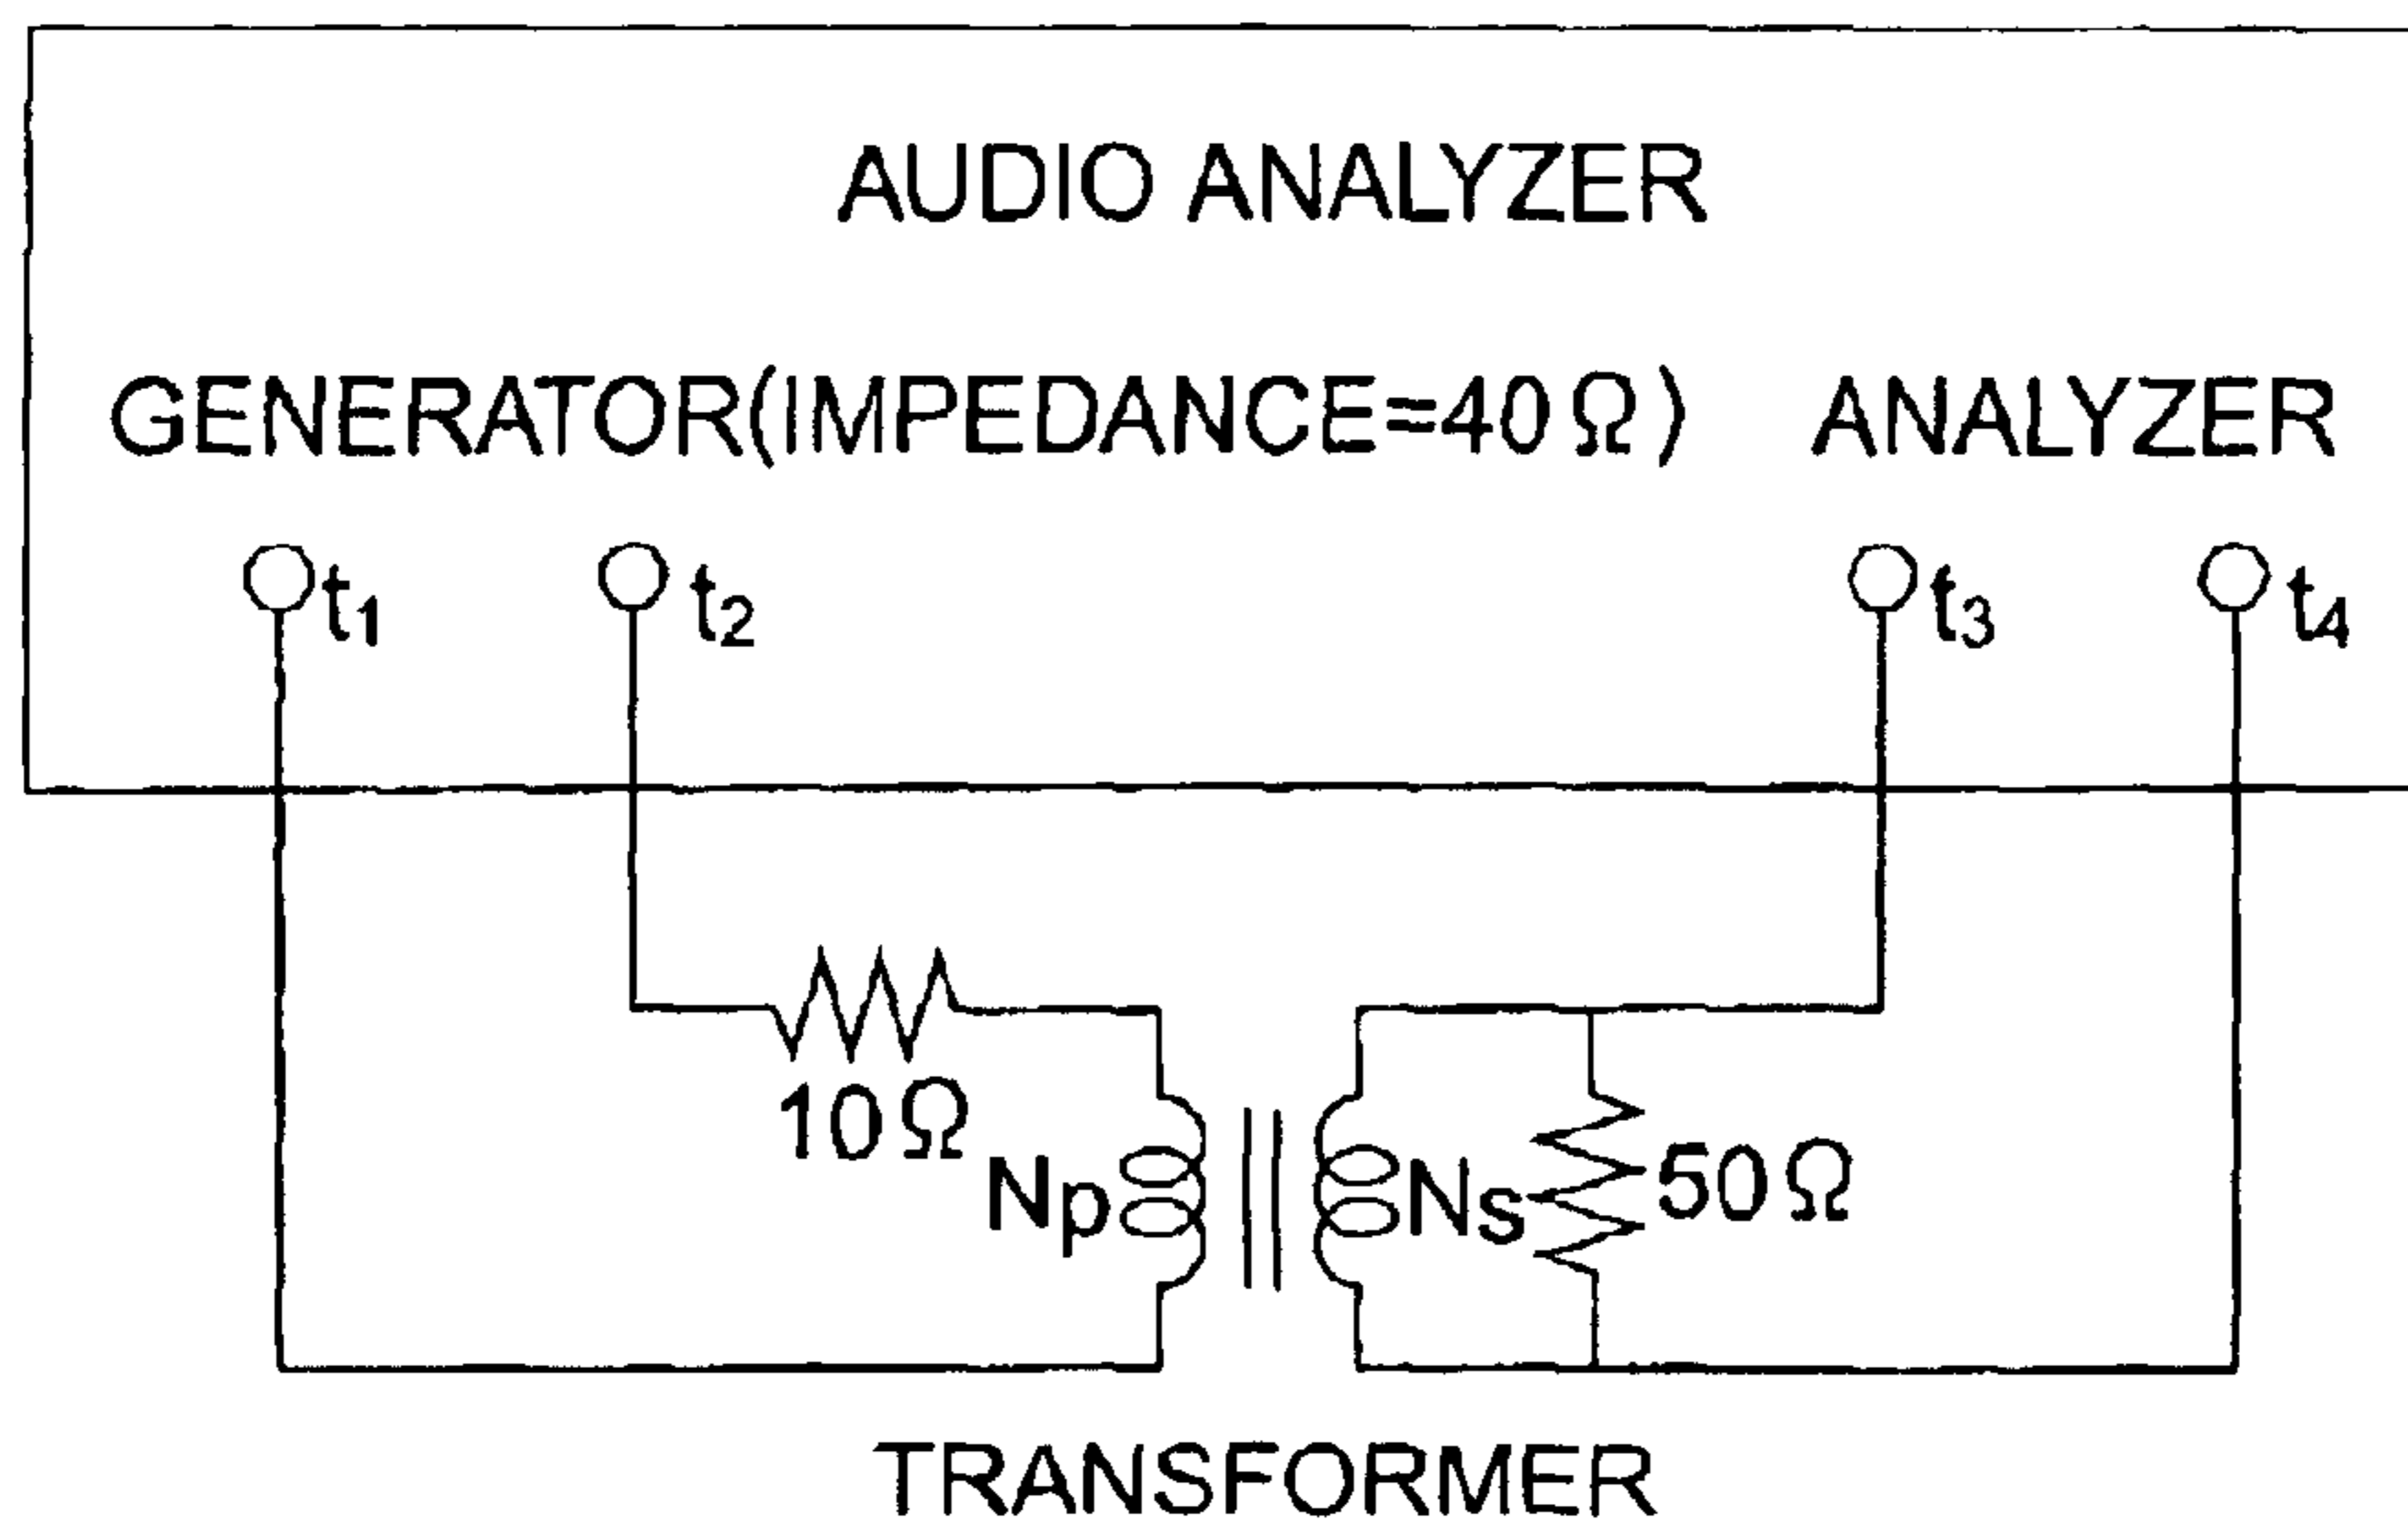 AUDIO ANALYZER
GENERATOR(IMPEDANCE=40Ω) ANALYZER
t1 t2 t3 t4
10Ω
Np Ns 50Ω
TRANSFORMER